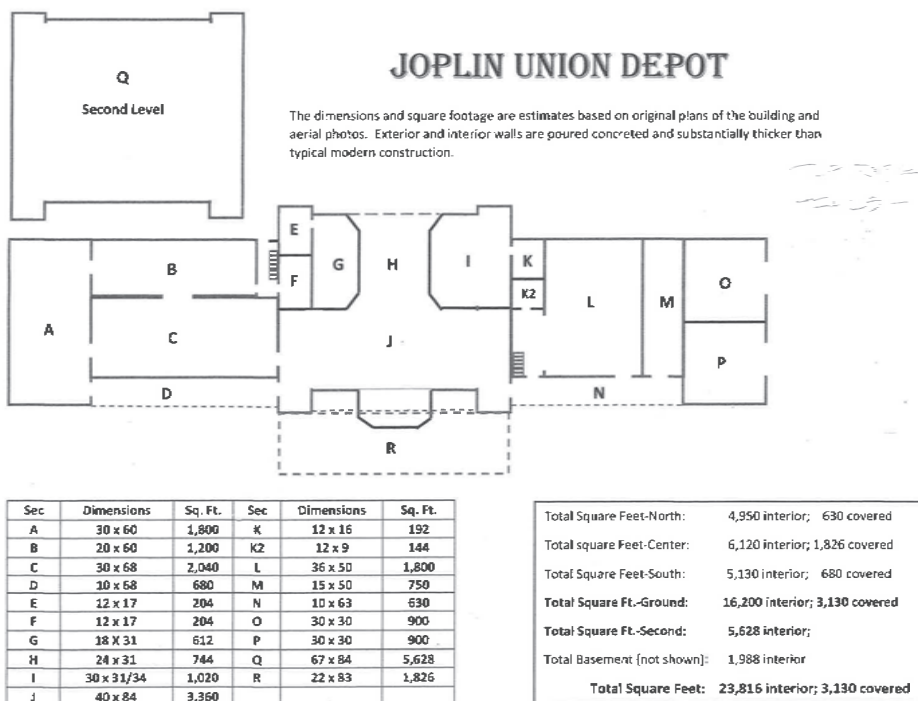 JOPLIN UNION DEPOT
The dimensions and square footage are estimates based on original plans of the building and
aerial photos. Exterior and interior walls are poured concreted and substantially thicker than
typical modern construction.
Q
Second Level
E
F
G
H
I
K
K2
B
A
C
J
L
M
O
P
D
N
R
Sec Dimensions Sq. Ft. Sec Dimensions Sq. Ft.
A 30 x 60 1,800 K 12 x 16 192
B 20 x 60 1,200 K2 12 x 9 144
C 30 x 68 2,040 L 36 x 50 1,800
D 10 x 68 680 M 15 x 50 750
E 12 x 17 204 N 10 x 63 630
F 12 x 17 204 O 30 x 30 900
G 18 X 31 612 P 30 x 30 900
H 24 x 31 744 Q 67 x 84 5,628
I 30 x 31/34 1,020 R 22 x 83 1,826
J 40 x 84 3,360
Total Square Feet-North: 4,950 interior; 630 covered
Total square Feet-Center: 6,120 interior; 1,826 covered
Total Square Feet-South: 5,130 interior; 680 covered
Total Square Ft.-Ground: 16,200 interior; 3,130 covered
Total Square Ft.-Second: 5,628 interior;
Total Basement (not shown): 1,988 interior
Total Square Feet: 23,816 interior; 3,130 covered